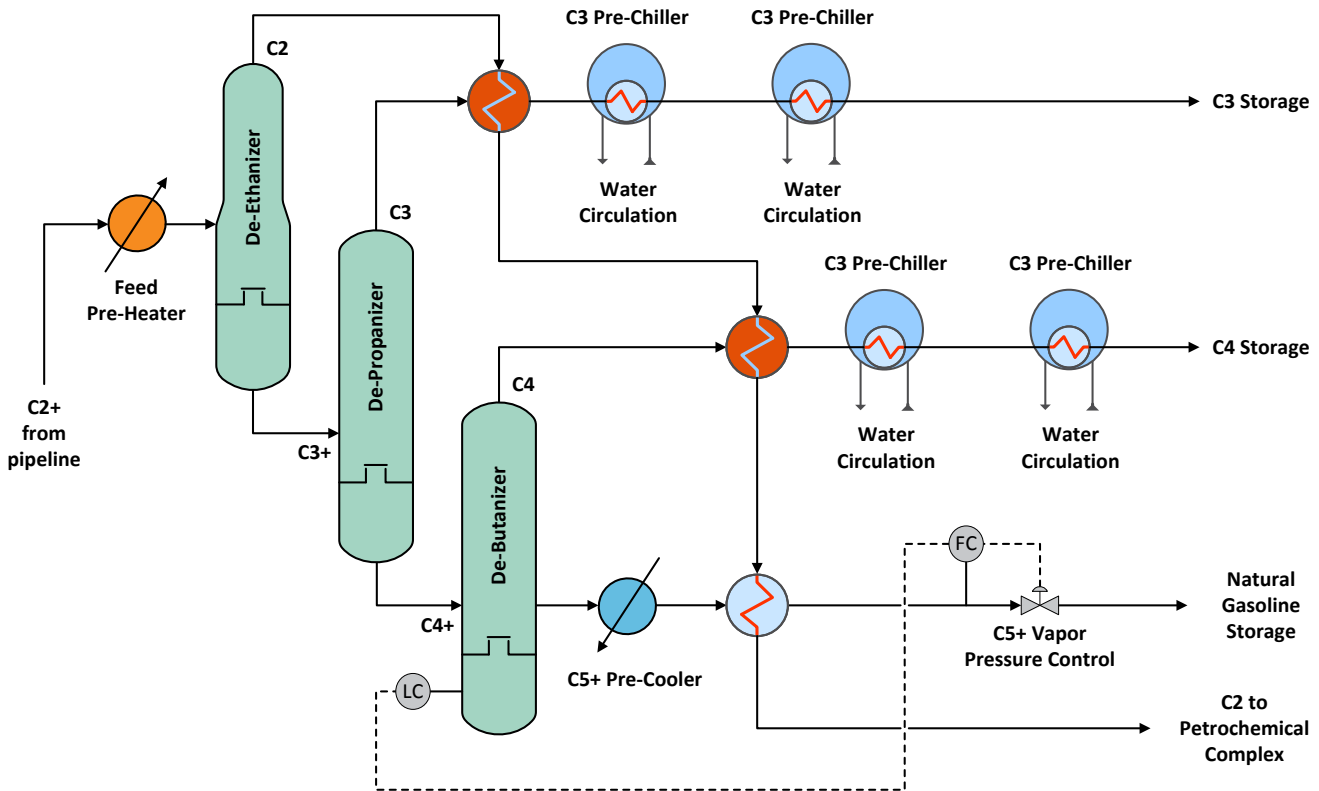 C3 Pre-Chiller
C3 Pre-Chiller
C2
C3 Storage
De-Ethanizer
Water
Circulation
Water
Circulation
C3
Feed
Pre-Heater
C3 Pre-Chiller
C3 Pre-Chiller
De-Propanizer
C4 Storage
C4
C2+
from
pipeline
C3+
Water
Circulation
Water
Circulation
De-Butanizer
FC
Natural
Gasoline
Storage
C4+
C5+ Vapor
Pressure Control
C5+ Pre-Cooler
LC
C2 to
Petrochemical
Complex